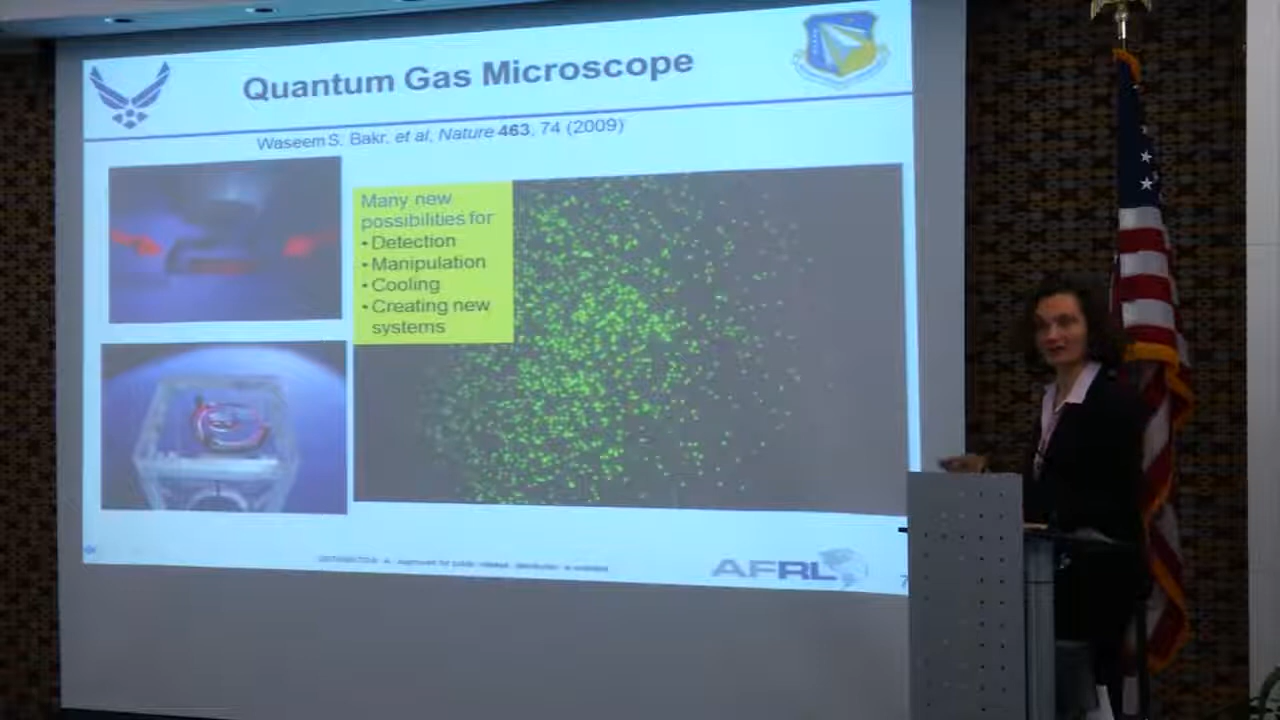 Quantum Gas Microscope
Waseem S. Bakr, et al, Nature 463, 74 (2009)
Many new
possibilities for
• Detection
• Manipulation
• Cooling
• Creating new
systems
AFRL
7